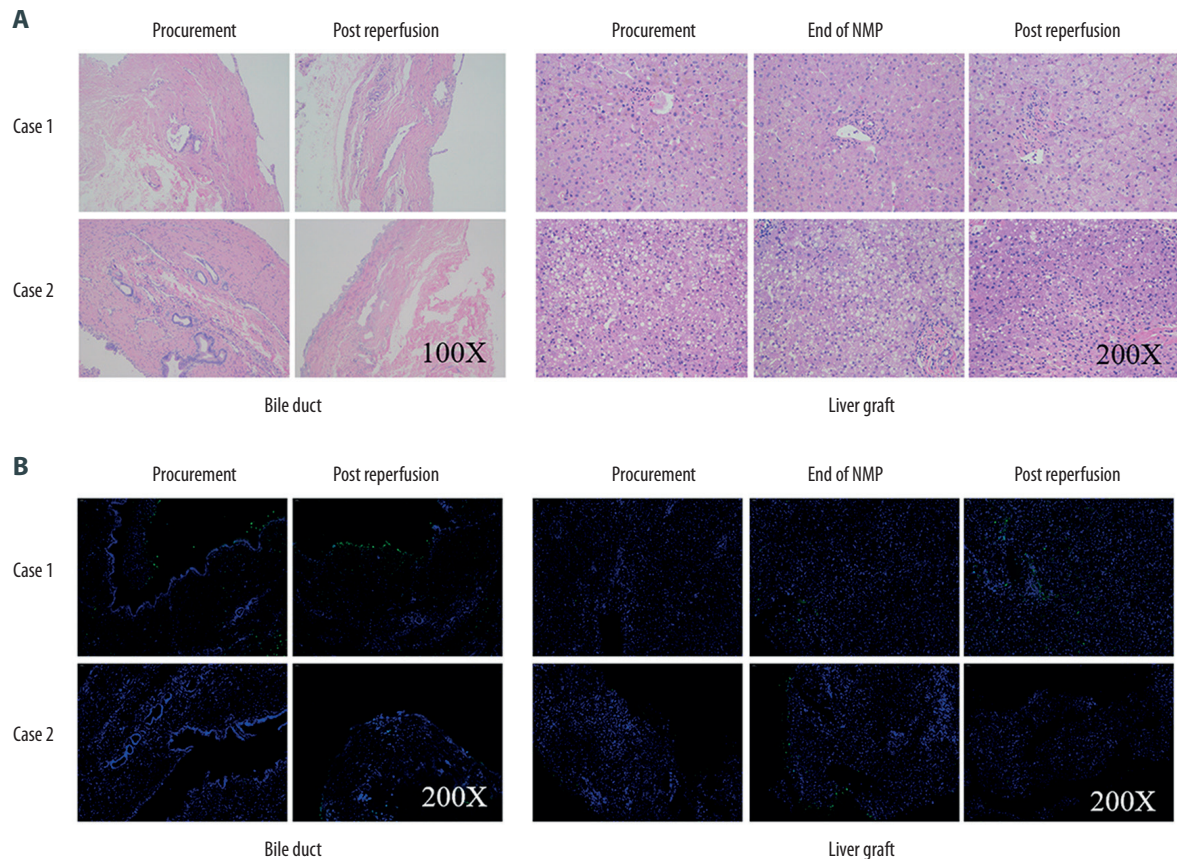 A
Procurement Post reperfusion Procurement End of NMP Post reperfusion
Case 1
Case 2
100X 200X
Bile duct Liver graft
B
Procurement Post reperfusion Procurement End of NMP Post reperfusion
Case 1
Case 2
200X 200X
Bile duct Liver graft